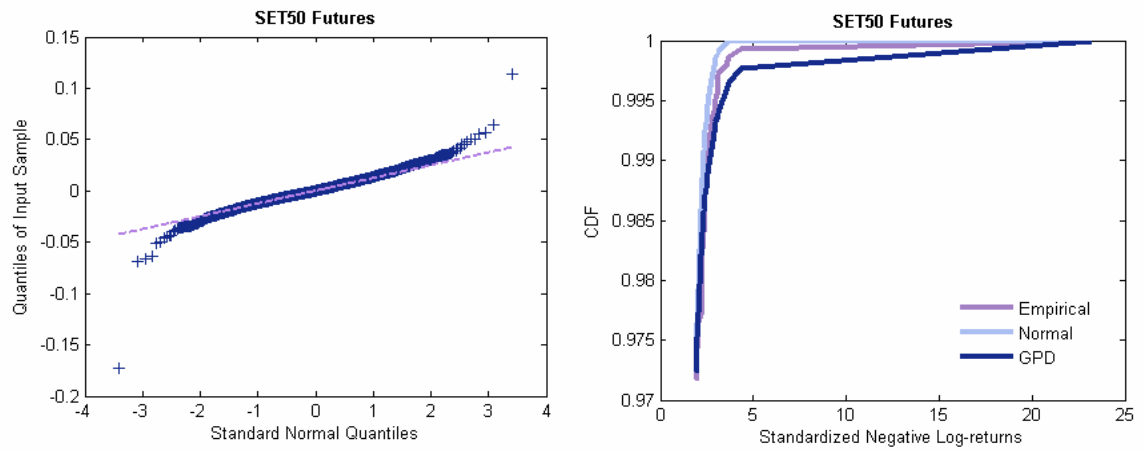 SET50 Futures
0.15
0.1
0.05
0
-0.05
-0.1
-0.15
-0.2
Quantiles of Input Sample
-4 -3 -2 -1 0 1 2 3 4
Standard Normal Quantiles
SET50 Futures
1
0.995
0.99
0.985
0.98
0.975
0.97
CDF
Empirical
Normal
GPD
0 5 10 15 20 25
Standardized Negative Log-returns